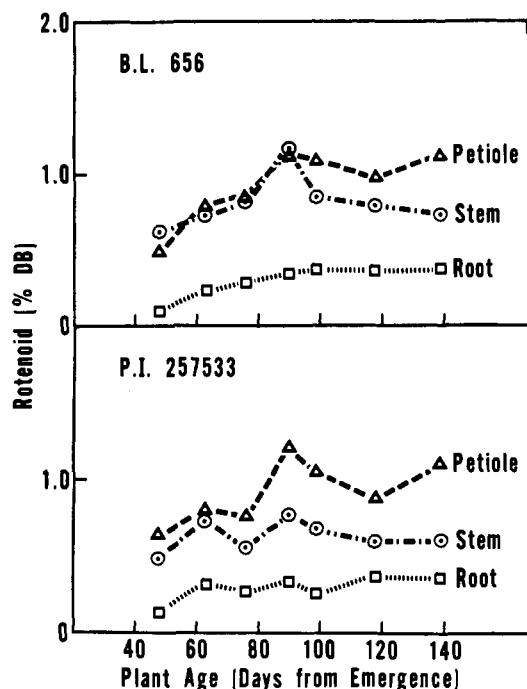 2.0
B.L. 656
Petiole
1.0
Stem
Root
0
Rotenoid (% DB)
P.I. 257533
Petiole
1.0
Stem
Root
0
40 60 80 100 120 140
Plant Age (Days from Emergence)